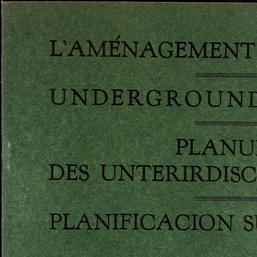 L'AMÉNAGEMENT
UNDERGROUND
PLANU
DES UNTERIRDISC
PLANIFICACION S